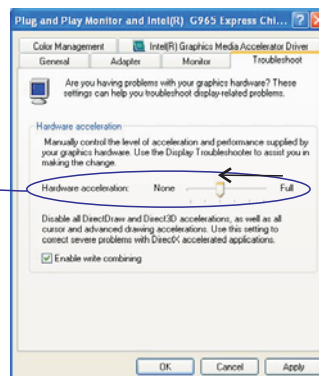 Plug and Play Monitor and Intel(R) G965 Express Chi...
Color Management
Intel(R) Graphics Media Accelerator Driver
General
Adapter
Monitor
Troubleshoot
Are you having problems with your graphics hardware? These
settings can help you troubleshoot display-related problems.
Hardware acceleration
Manually control the level of acceleration and performance supplied by
your graphics hardware. Use the Display Troubleshooter to assist you in
making the change.
Hardware acceleration: None Full
Disable all DirectDraw and Direct3D accelerations, as well as all
cursor and advanced drawing accelerations. Use this setting to
correct severe problems with DirectX accelerated applications.
Enable write combining
OK Cancel Apply